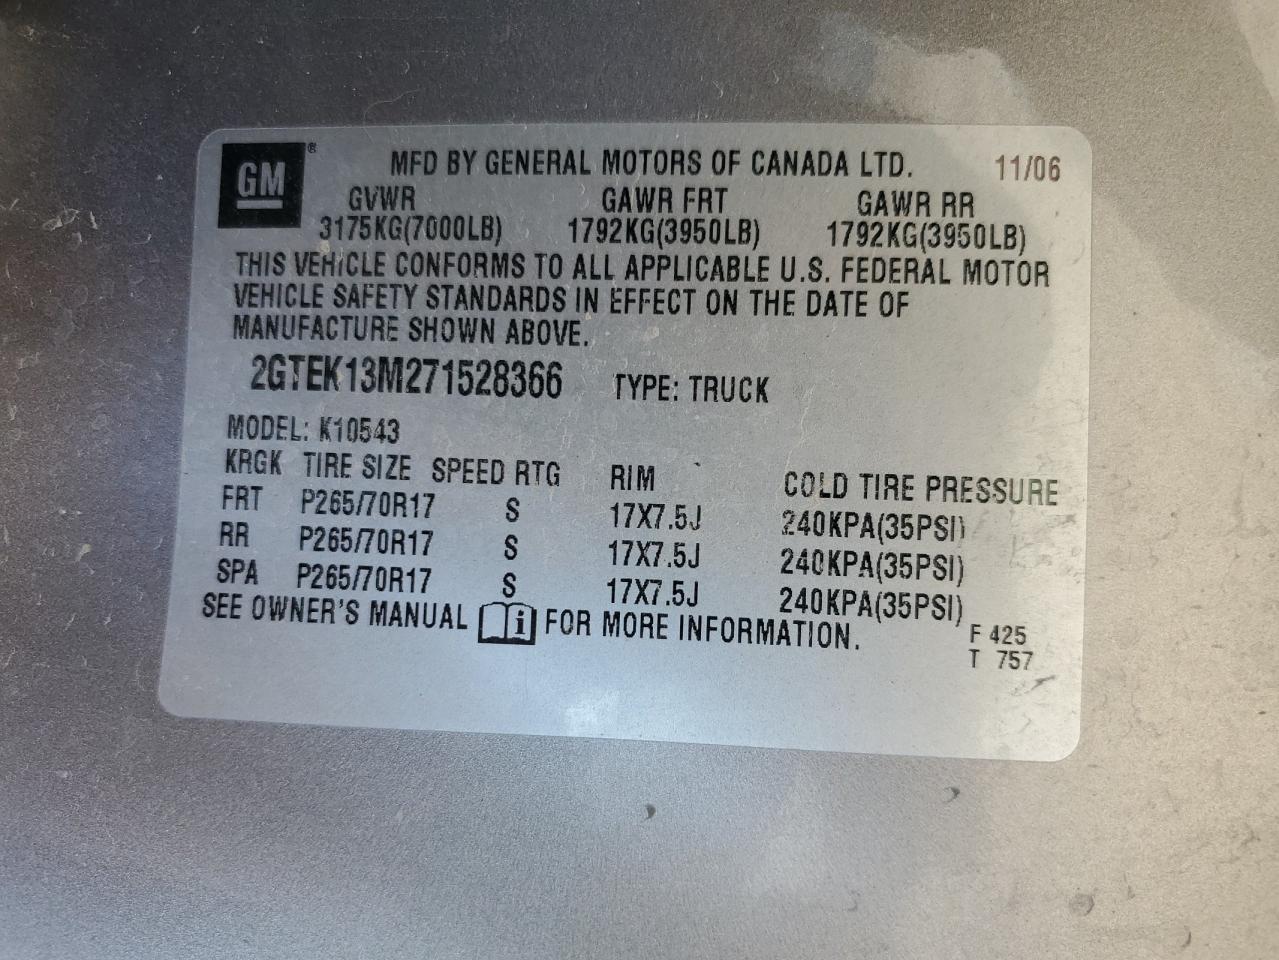 GM ® MFD BY GENERAL MOTORS OF CANADA LTD. 11/06
GVWR GAWR FRT GAWR RR
3175KG(7000LB) 1792KG(3950LB) 1792KG(3950LB)
THIS VEHICLE CONFORMS TO ALL APPLICABLE U.S. FEDERAL MOTOR
VEHICLE SAFETY STANDARDS IN EFFECT ON THE DATE OF
MANUFACTURE SHOWN ABOVE.
2GTEK13M271528366 TYPE: TRUCK
MODEL: K10543
KRGK TIRE SIZE SPEED RTG RIM COLD TIRE PRESSURE
FRT P265/70R17 S 17X7.5J 240KPA(35PSI)
RR P265/70R17 S 17X7.5J 240KPA(35PSI)
SPA P265/70R17 S 17X7.5J 240KPA(35PSI)
SEE OWNER'S MANUAL i FOR MORE INFORMATION.
F 425
T 757